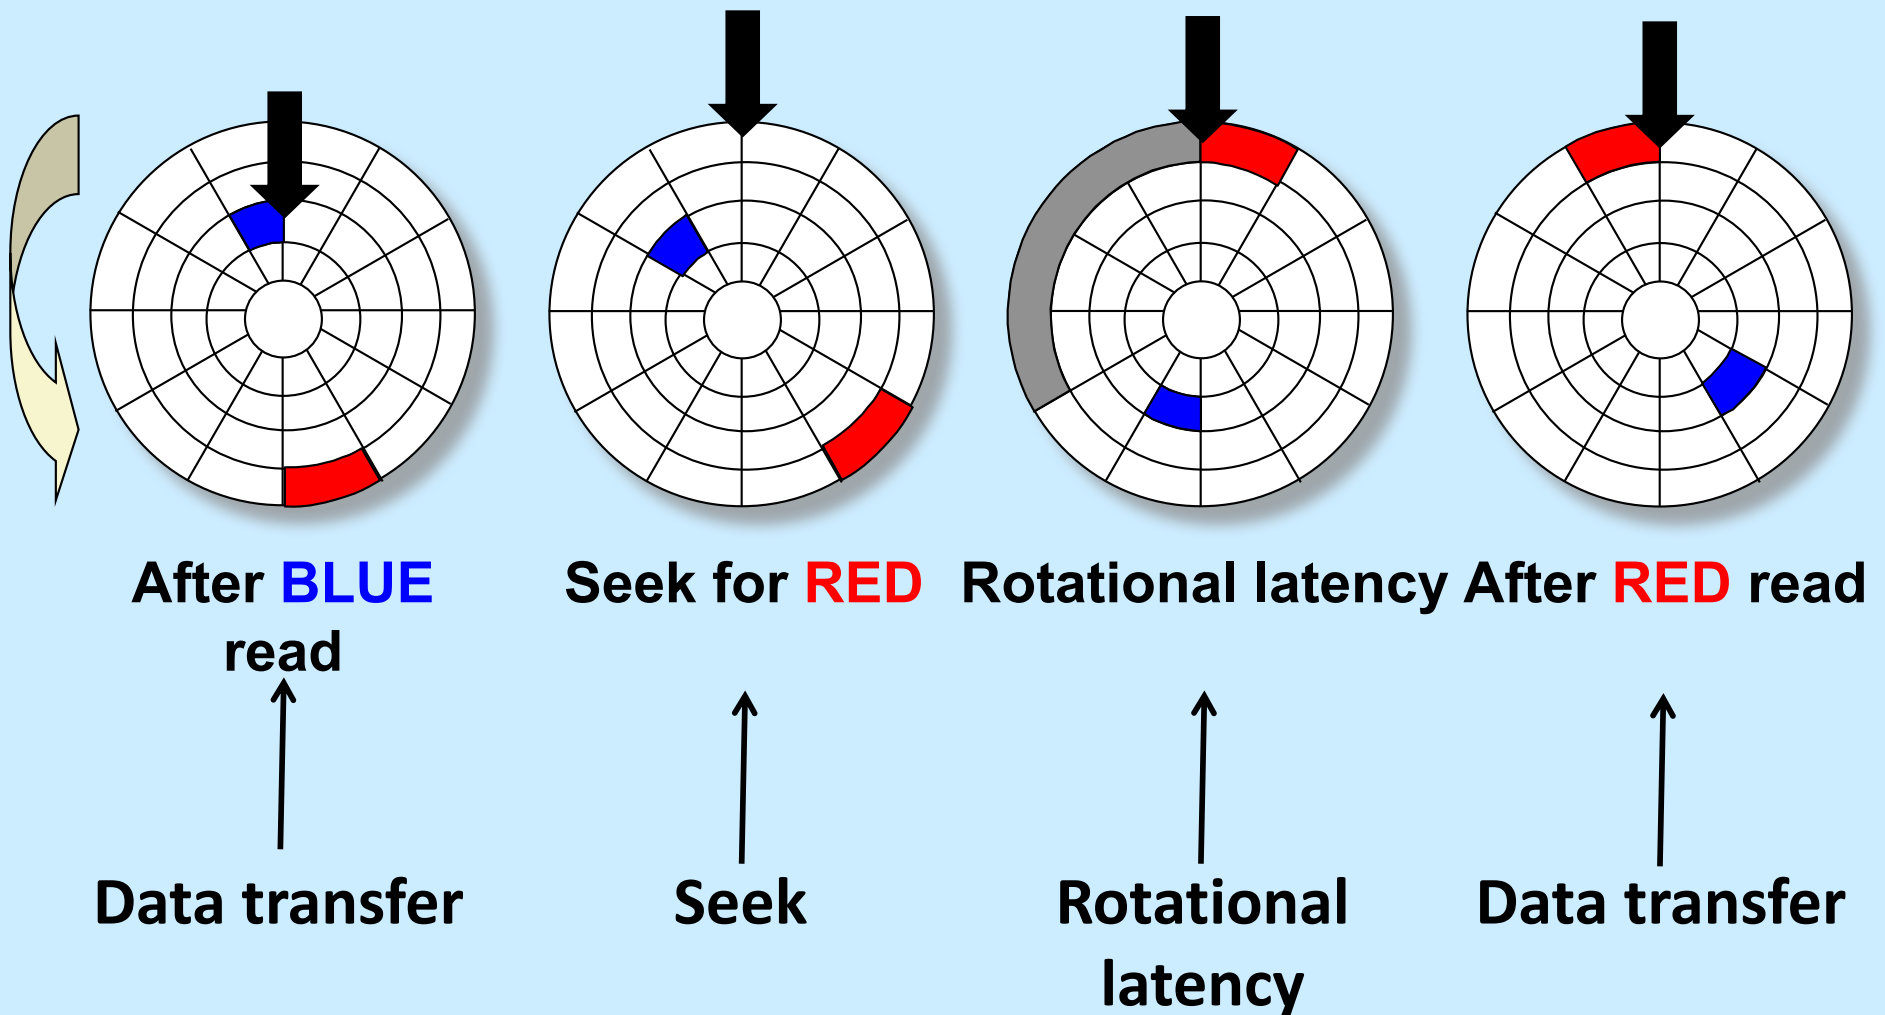 After BLUE
read
Seek for RED
Rotational latency
After RED read
Data transfer
Seek
Rotational
latency
Data transfer